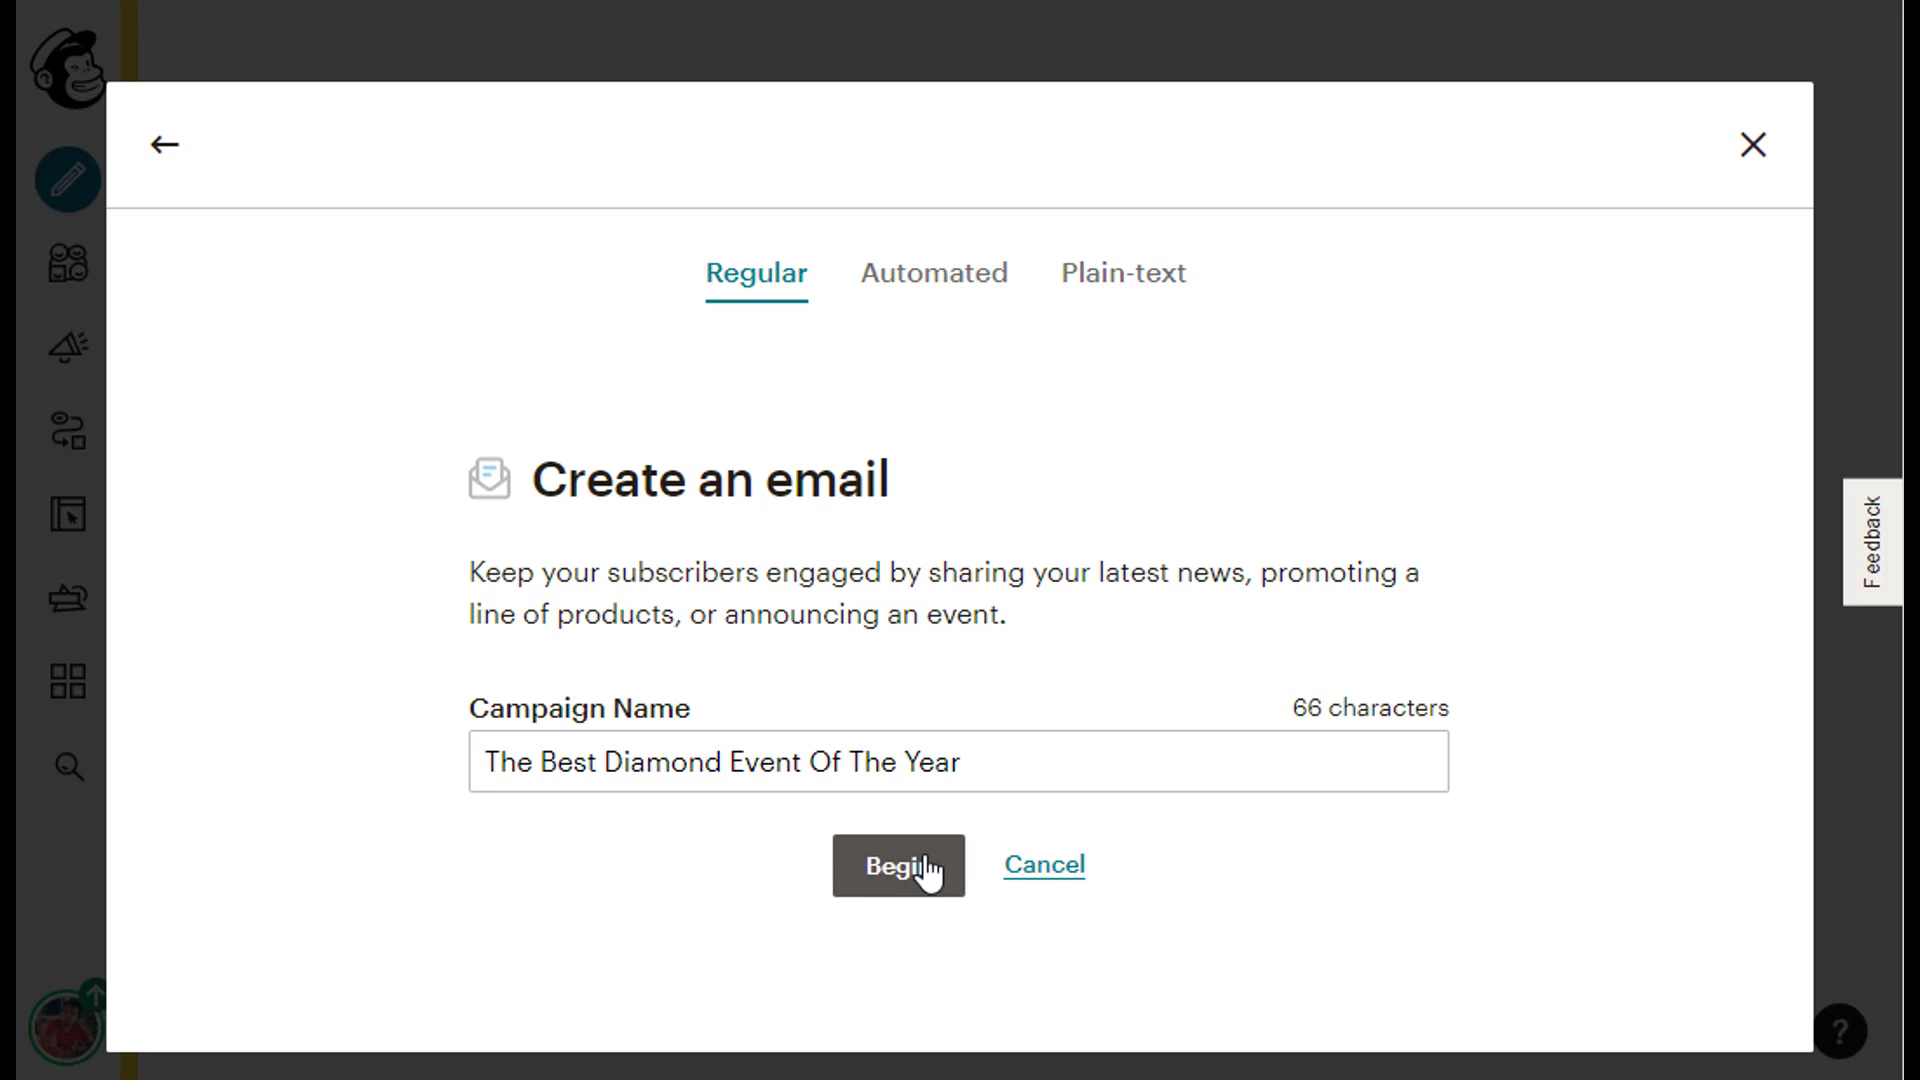 Regular Automated Plain-text
Create an email
Keep your subscribers engaged by sharing your latest news, promoting a
line of products, or announcing an event.
Feedback
Campaign Name 66 characters
The Best Diamond Event Of The Year
Begin Cancel
?